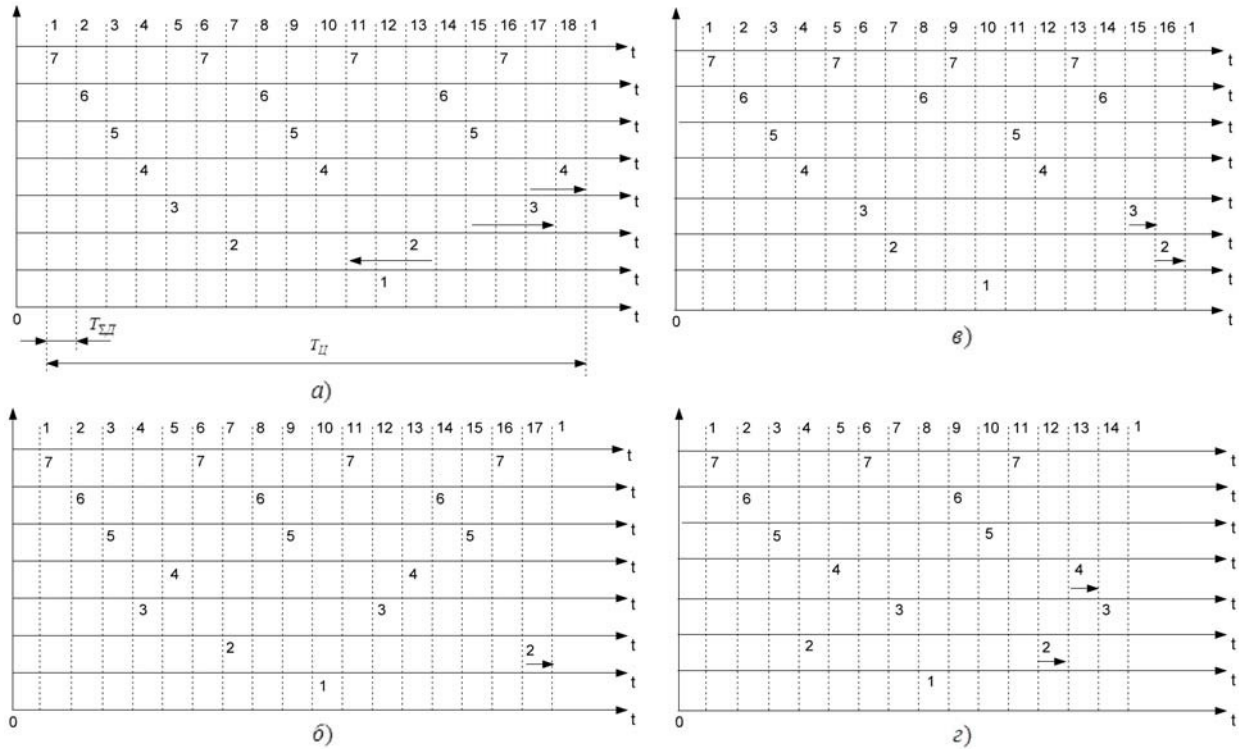 1 2 3 4 5 6 7 8 9 10 11 12 13 14 15 16 17 18 1
7 7 7 7 t
6 6 6 t
5 5 5 t
4 4 4 t
3 3 t
2 2 t
1 t
0 t
TΣП
TЦ
а)
1 2 3 4 5 6 7 8 9 10 11 12 13 14 15 16 1
7 7 7 7 t
6 6 6 t
5 5 t
4 4 t
3 3 t
2 2 t
1 t
0 t
в)
1 2 3 4 5 6 7 8 9 10 11 12 13 14 15 16 17 1
7 7 7 7 t
6 6 6 t
5 5 5 t
4 4 t
3 3 t
2 2 t
1 t
0 t
б)
1 2 3 4 5 6 7 8 9 10 11 12 13 14 1
7 7 7 t
6 6 t
5 5 t
4 4 t
3 3 t
2 2 t
1 t
0 t
г)